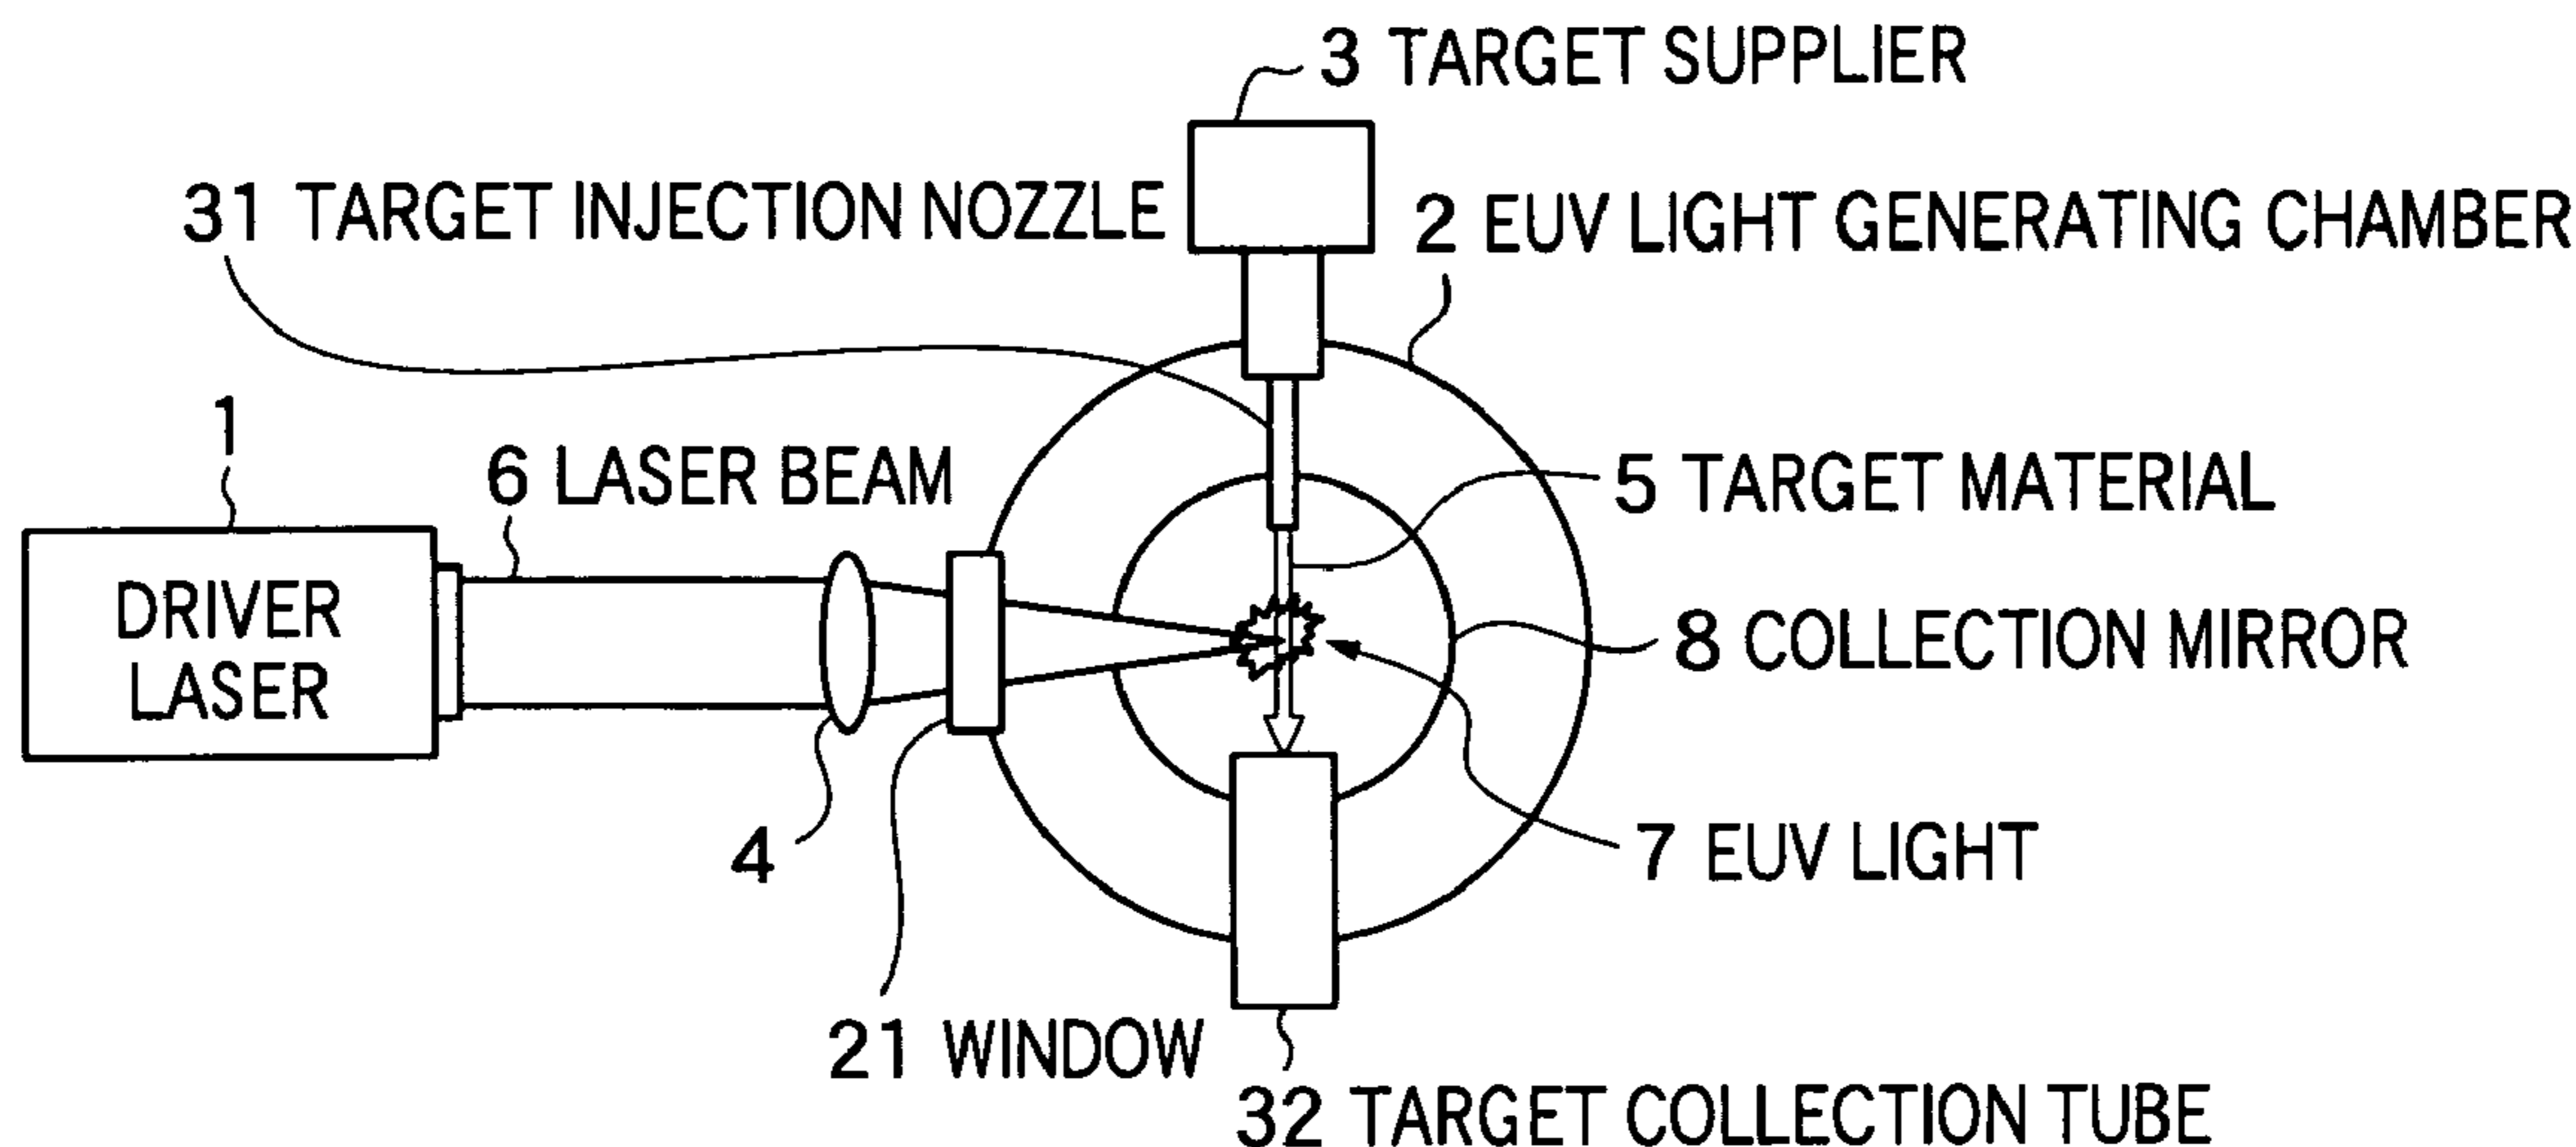 3 TARGET SUPPLIER
31 TARGET INJECTION NOZZLE
2 EUV LIGHT GENERATING CHAMBER
1
6 LASER BEAM
5 TARGET MATERIAL
DRIVER
LASER
8 COLLECTION MIRROR
4
7 EUV LIGHT
21 WINDOW
32 TARGET COLLECTION TUBE